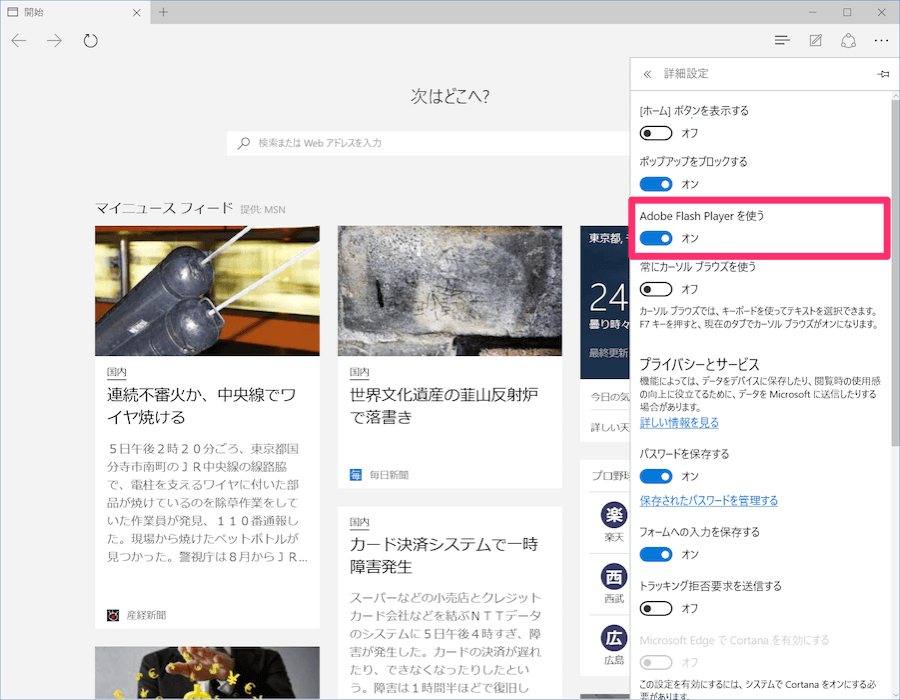 開始
次はどこへ?
検索または Web アドレスを入力
マイニュース フィード 提供: MSN
国内
連続不審火か、中央線でワ
イヤ焼ける
５日午後２時２０分ごろ、東京都国
分寺市南町のＪＲ中央線の線路脇
で、電柱を支えるワイヤに付いた部
品が焼けているのを除草作業をして
いた作業員が発見、１１０番通報し
た。現場から焼けたペットボトルが
見つかった。警視庁は８月からＪＲ...
産経新聞
国内
世界文化遺産の韮山反射炉
で落書き
毎日新聞
国内
カード決済システムで一時
障害発生
スーパーなどの小売店とクレジット
カード会社などを結ぶＮＴＴデータ
のシステムに５日午後４時すぎ、障
害が発生した。カードの決済が遅れ
たり、できなくなったりしたとい
う。障害は１時間半ほどで復旧し
東京都,
24
曇り時々
最終更新
今日の気
詳しい天
プロ野球
楽
楽天
西
西武
広
広島
詳細設定
[ホーム] ボタンを表示する
オフ
ポップアップをブロックする
オン
Adobe Flash Player を使う
オン
常にカーソル ブラウズを使う
オフ
カーソル ブラウズでは、キーボードを使ってテキストを選択できます。
F7 キーを押すと、現在のタブでカーソル ブラウズがオンになります。
プライバシーとサービス
機能によっては、データをデバイスに保存したり、閲覧時の使用感
の向上に役立てるために、データを Microsoft に送信したりする
場合があります。
詳しい情報を見る
パスワードを保存する
オン
保存されたパスワードを管理する
フォームへの入力を保存する
オン
トラッキング拒否要求を送信する
オフ
Microsoft Edge で Cortana を有効にする
オフ
この設定を有効にするには、システムで Cortana をオンにする必
要があります。